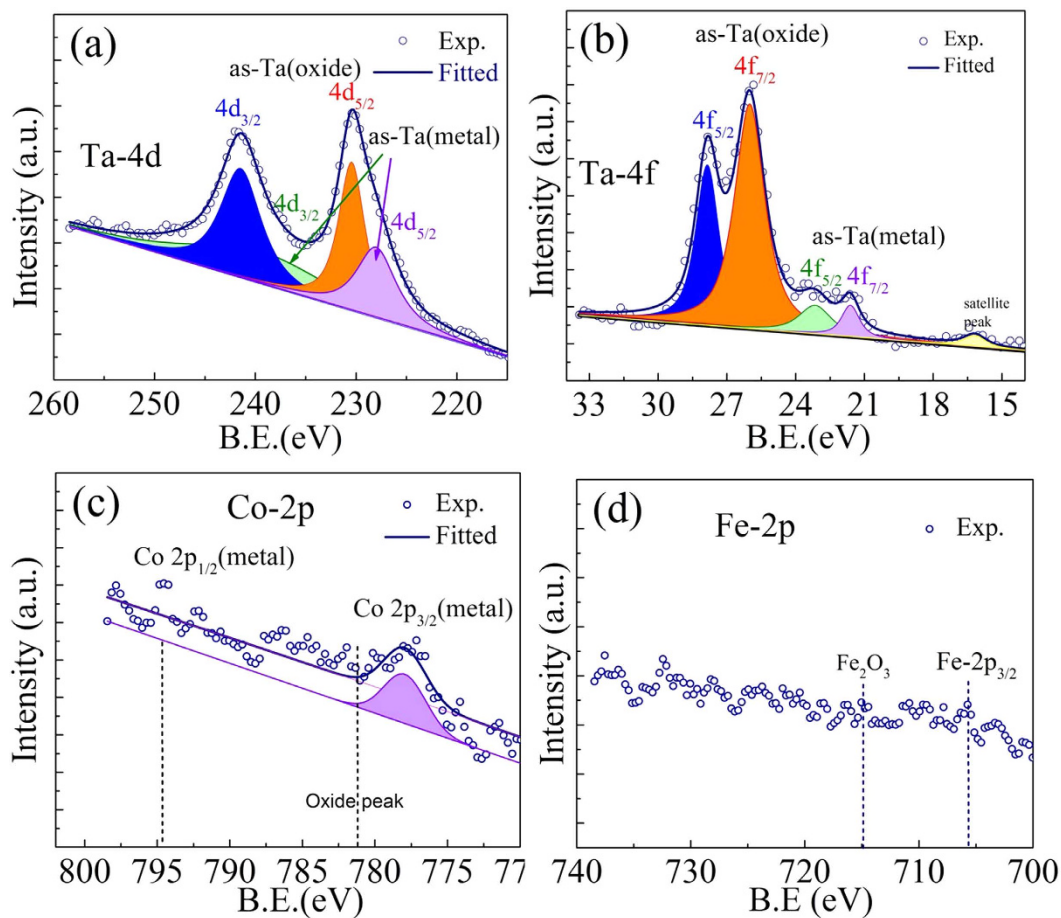 (a)
Exp.
Fitted
as-Ta(oxide)
4d3/2
4d5/2
as-Ta(metal)
Ta-4d
4d3/2
4d5/2
Intensity (a.u.)
260 250 240 230 220
B.E.(eV)
(b)
as-Ta(oxide)
Exp.
Fitted
4f7/2
4f5/2
Ta-4f
as-Ta(metal)
4f5/2
4f7/2
satellite
peak
Intensity (a.u.)
33 30 27 24 21 18 15
B.E.(eV)
(c)
Co-2p
Exp.
Fitted
Co 2p1/2(metal)
Co 2p3/2(metal)
Oxide peak
Intensity (a.u.)
800 795 790 785 780 775 770
B.E.(eV)
(d)
Fe-2p
Exp.
Fe2O3
Fe-2p3/2
Intensity (a.u.)
740 730 720 710 700
B.E (eV)